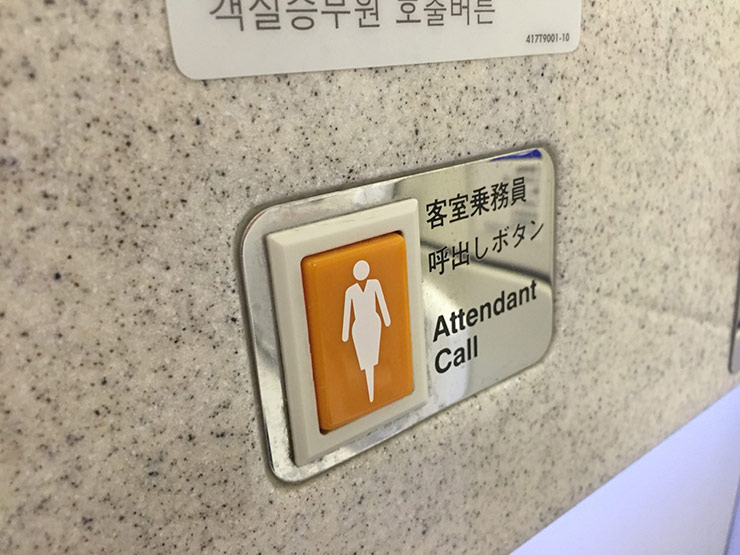 객실승무원 호출버튼
417T9001-10
客室乗務員
呼出しボタン
Attendant
Call